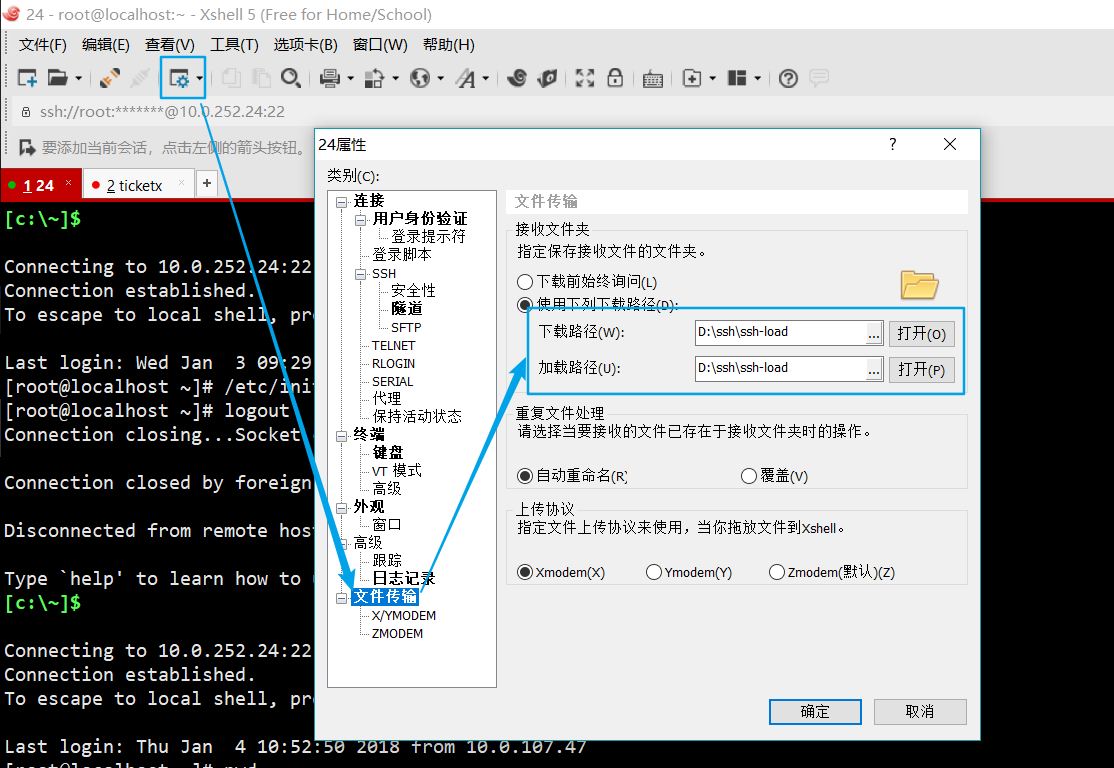 24 - root@localhost:~ - Xshell 5 (Free for Home/School)
文件(F) 编辑(E) 查看(V) 工具(T) 选项卡(B) 窗口(W) 帮助(H)
ssh://root:*******@10.0.252.24:22
要添加当前会话，点击左侧的箭头按钮。
1 24 × 2 ticketx × +
[c:\~]$
Connecting to 10.0.252.24:22
Connection established.
To escape to local shell, pr
Last login: Wed Jan  3 09:29
[root@localhost ~]# /etc/ini
[root@localhost ~]# logout
Connection closing...Socket
Connection closed by foreign
Disconnected from remote hos
Type `help' to learn how to
[c:\~]$
Connecting to 10.0.252.24:22
Connection established.
To escape to local shell, pr
Last login: Thu Jan  4 10:52:50 2018 from 10.0.107.47
[root@localhost ~]# pwd
24属性
?
类别(C):
连接
用户身份验证
登录提示符
登录脚本
SSH
安全性
隧道
SFTP
TELNET
RLOGIN
SERIAL
代理
保持活动状态
终端
键盘
VT 模式
高级
外观
窗口
高级
跟踪
日志记录
文件传输
X/YMODEM
ZMODEM
文件传输
接收文件夹
指定保存接收文件的文件夹。
下载前始终询问(L)
使用下列下载路径(D):
下载路径(W): D:\ssh\ssh-load ... 打开(O)
加载路径(U): D:\ssh\ssh-load ... 打开(P)
重复文件处理
请选择当要接收的文件已存在于接收文件夹时的操作。
自动重命名(R) 覆盖(V)
上传协议
指定文件上传协议来使用，当你拖放文件到Xshell。
Xmodem(X) Ymodem(Y) Zmodem(默认)(Z)
确定 取消